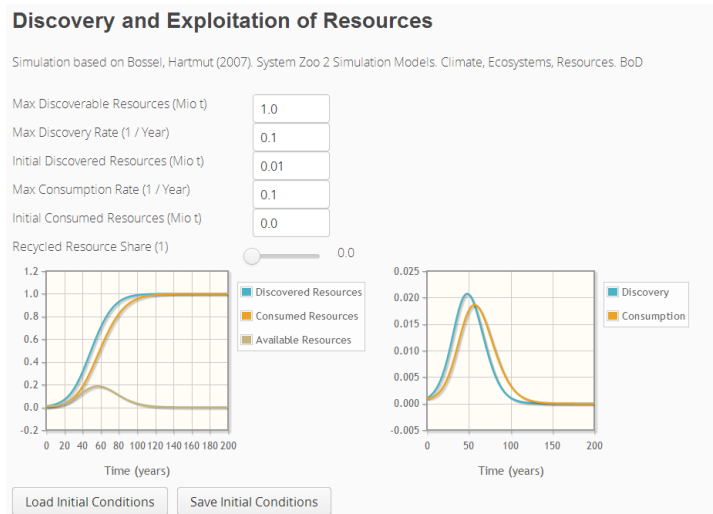 Discovery and Exploitation of Resources
Simulation based on Bossel, Hartmut (2007). System Zoo 2 Simulation Models. Climate, Ecosystems, Resources. BoD
Max Discoverable Resources (Mio t) 1.0
Max Discovery Rate (1 / Year) 0.1
Initial Discovered Resources (Mio t) 0.01
Max Consumption Rate (1 / Year) 0.1
Initial Consumed Resources (Mio t) 0.0
Recycled Resource Share (1) 0.0
1.2
1.0
0.8
0.6
0.4
0.2
0.0
-0.2
0 20 40 60 80 100 120 140 160 180 200
Time (years)
Discovered Resources
Consumed Resources
Available Resources
0.025
0.020
0.015
0.010
0.005
0.000
-0.005
0 50 100 150 200
Time (years)
Discovery
Consumption
Load Initial Conditions Save Initial Conditions